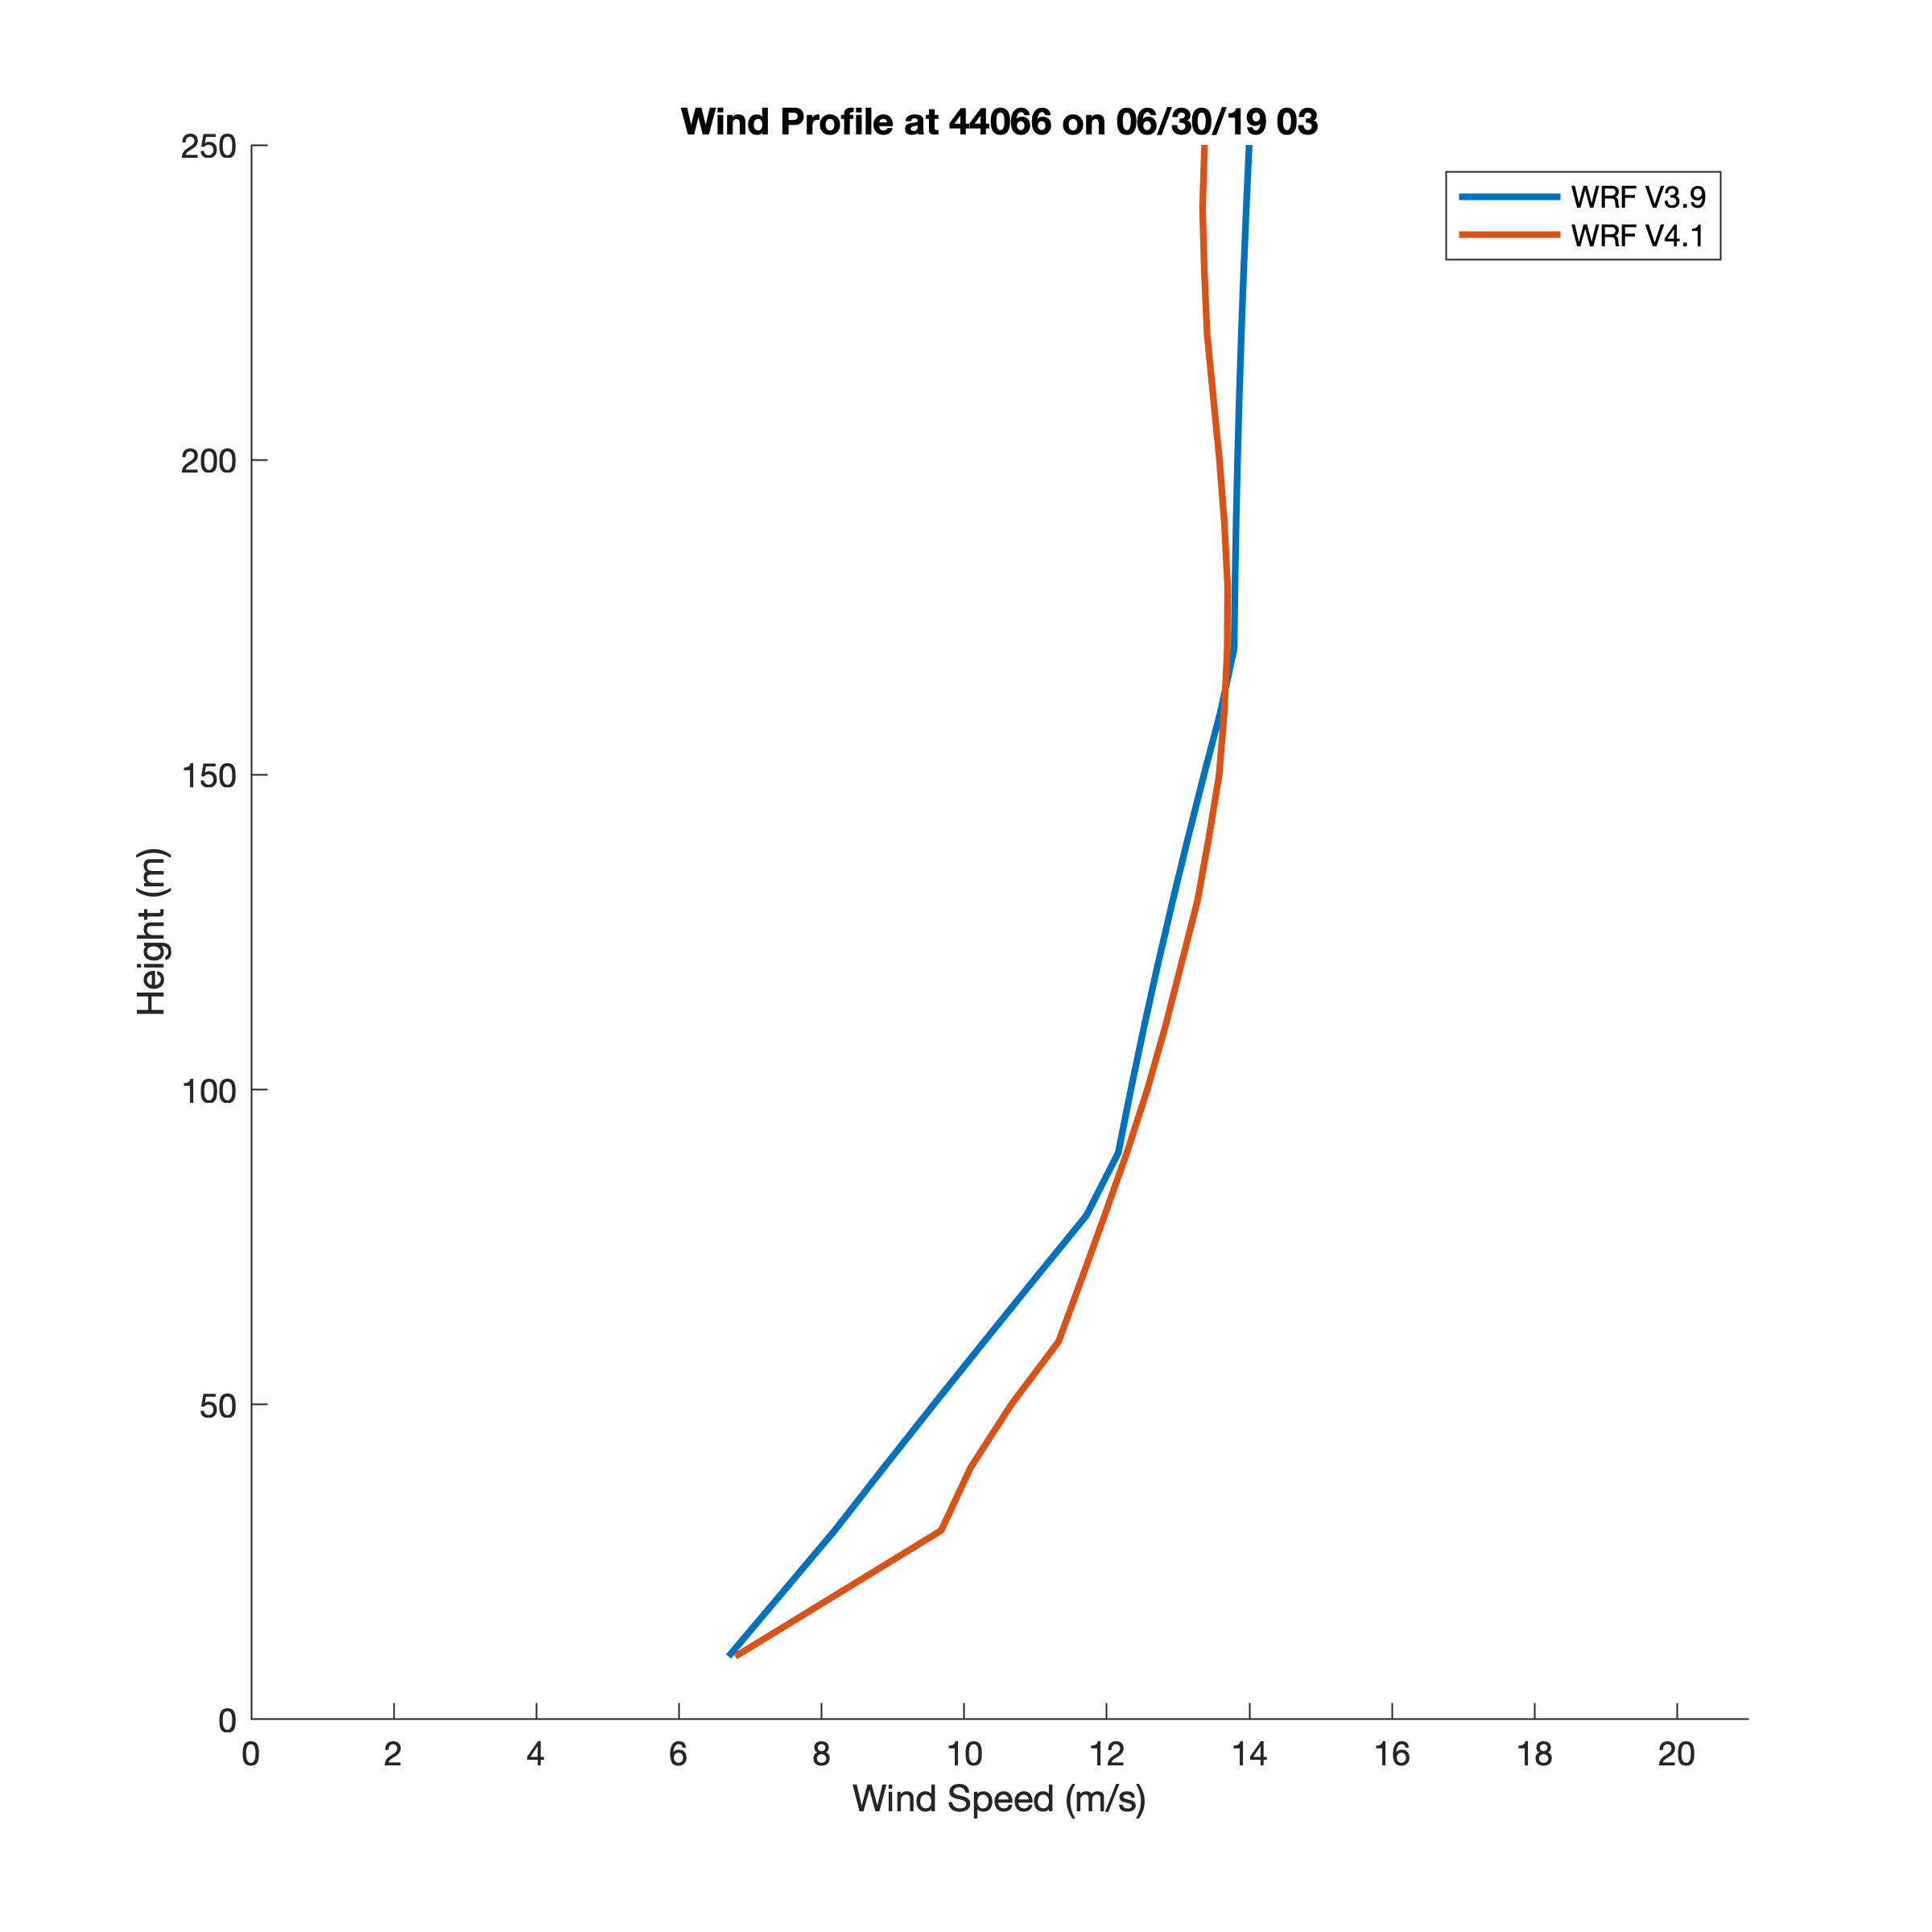 Wind Profile at 44066 on 06/30/19 03
WRF V3.9
WRF V4.1
250
200
150
100
50
0
Height (m)
0 2 4 6 8 10 12 14 16 18 20
Wind Speed (m/s)